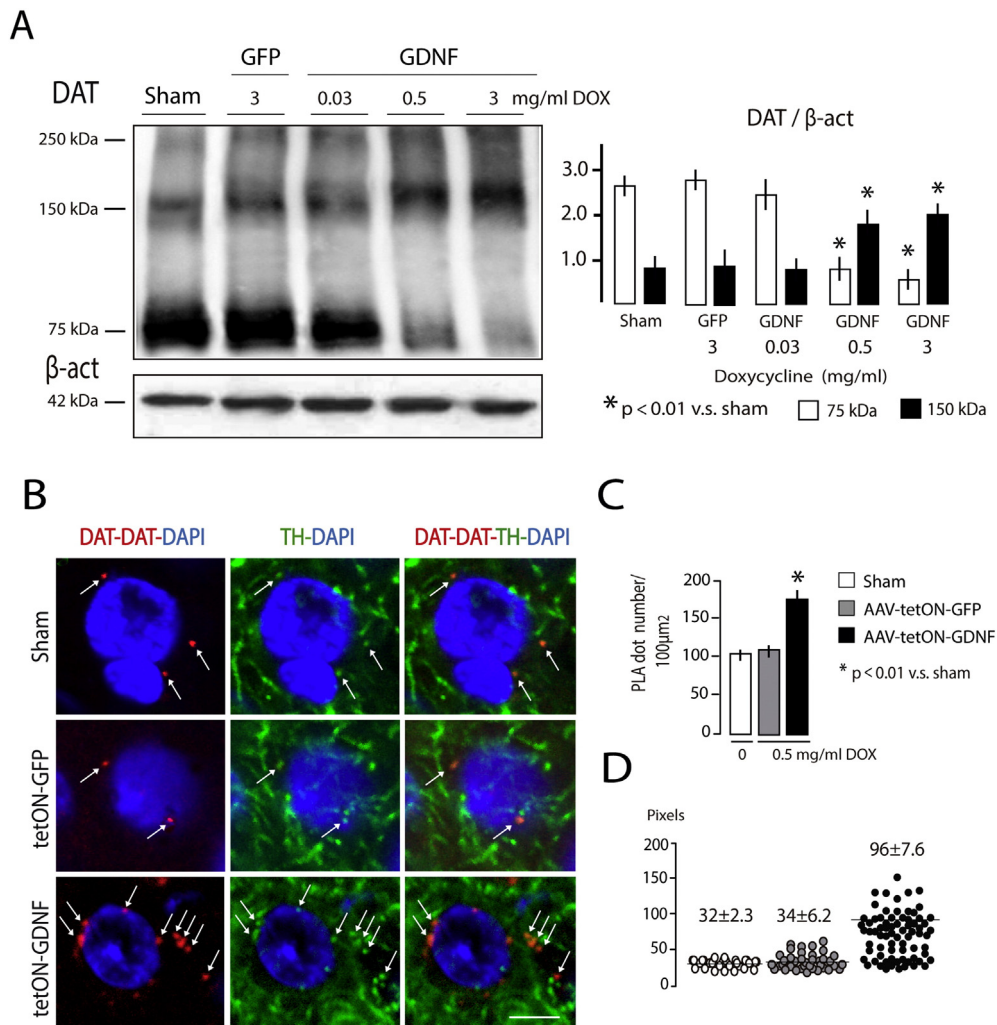 A
GFP GDNF
DAT Sham 3 0.03 0.5 3 mg/ml DOX
250 kDa
150 kDa
75 kDa
β-act
42 kDa
DAT / β-act
3.0
2.0
1.0
* *
* *
Sham GFP GDNF GDNF GDNF
3 0.03 0.5 3
Doxycycline (mg/ml)
* p < 0.01 v.s. sham 75 kDa 150 kDa
B
DAT-DAT-DAPI TH-DAPI DAT-DAT-TH-DAPI
Sham
tetON-GFP
tetON-GDNF
C
PLA dot number/
100µm2
200
150
100
50
0
*
0 0.5 mg/ml DOX
Sham
AAV-tetON-GFP
AAV-tetON-GDNF
* p < 0.01 v.s. sham
D
Pixels
200
150
100
50
0
32±2.3 34±6.2 96±7.6